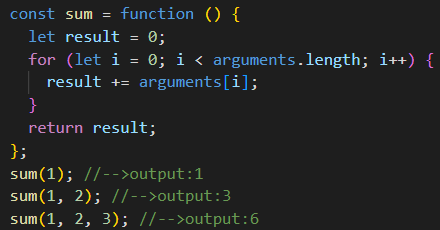 const sum = function () {
  let result = 0;
  for (let i = 0; i < arguments.length; i++) {
    result += arguments[i];
  }
  return result;
};
sum(1); //-->output:1
sum(1, 2); //-->output:3
sum(1, 2, 3); //-->output:6